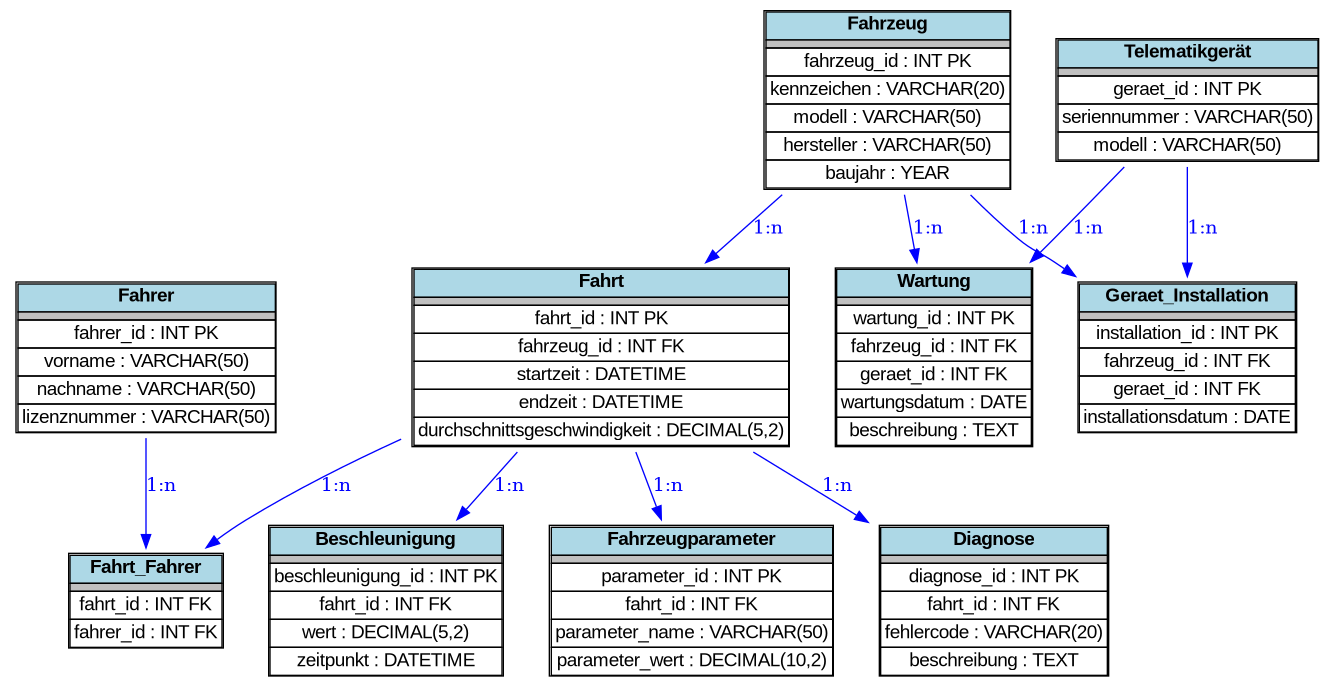 Fahrzeug
fahrzeug_id : INT PK
kennzeichen : VARCHAR(20)
modell : VARCHAR(50)
hersteller : VARCHAR(50)
baujahr : YEAR
Telematikgerät
geraet_id : INT PK
seriennummer : VARCHAR(50)
modell : VARCHAR(50)
1:n
1:n
1:n
1:n
1:n
Fahrer
fahrer_id : INT PK
vorname : VARCHAR(50)
nachname : VARCHAR(50)
lizenznummer : VARCHAR(50)
Fahrt
fahrt_id : INT PK
fahrzeug_id : INT FK
startzeit : DATETIME
endzeit : DATETIME
durchschnittsgeschwindigkeit : DECIMAL(5,2)
Wartung
wartung_id : INT PK
fahrzeug_id : INT FK
geraet_id : INT FK
wartungsdatum : DATE
beschreibung : TEXT
Geraet_Installation
installation_id : INT PK
fahrzeug_id : INT FK
geraet_id : INT FK
installationsdatum : DATE
1:n
1:n
1:n
1:n
1:n
Fahrt_Fahrer
fahrt_id : INT FK
fahrer_id : INT FK
Beschleunigung
beschleunigung_id : INT PK
fahrt_id : INT FK
wert : DECIMAL(5,2)
zeitpunkt : DATETIME
Fahrzeugparameter
parameter_id : INT PK
fahrt_id : INT FK
parameter_name : VARCHAR(50)
parameter_wert : DECIMAL(10,2)
Diagnose
diagnose_id : INT PK
fahrt_id : INT FK
fehlercode : VARCHAR(20)
beschreibung : TEXT